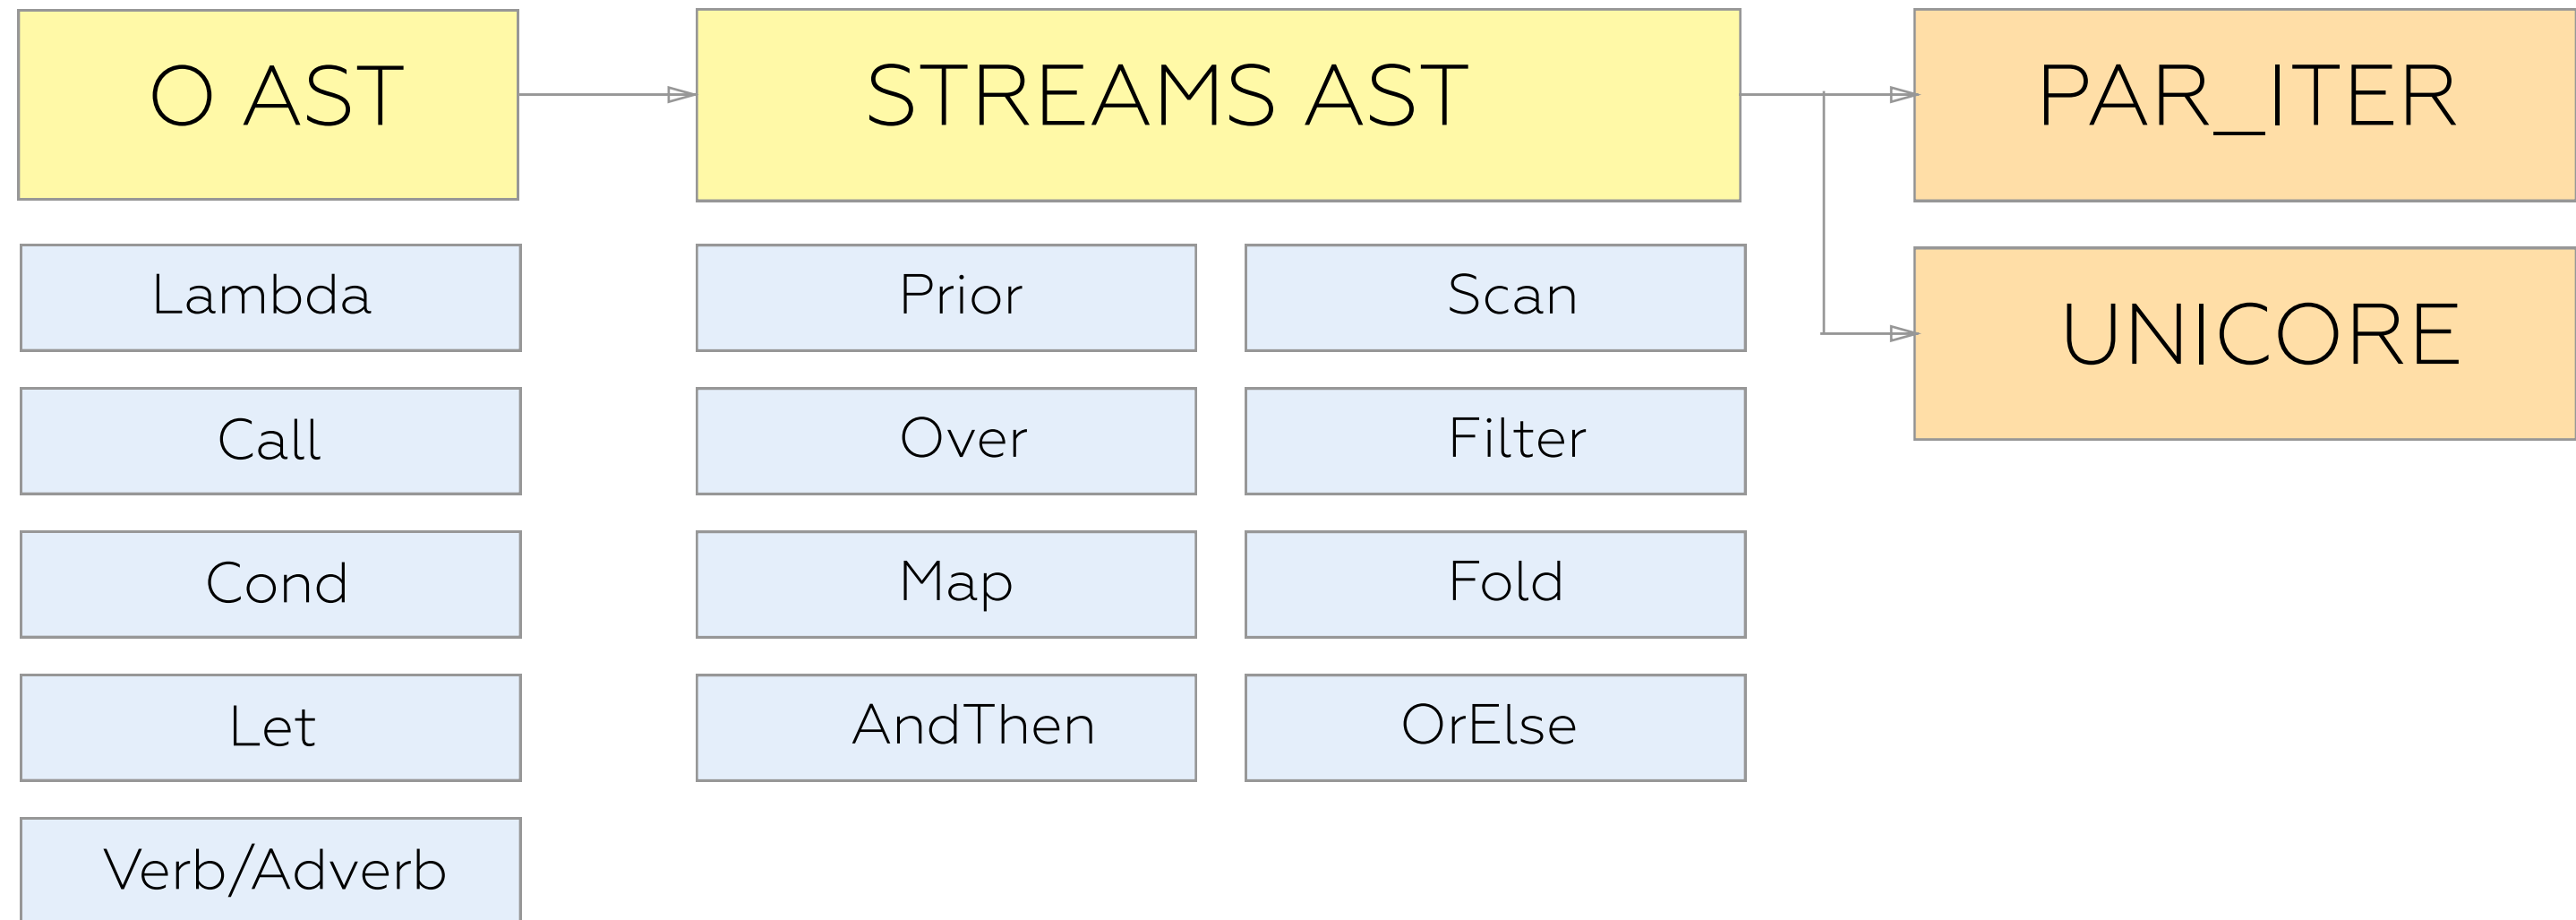 O AST
STREAMS AST
PAR_ITER
UNICORE
Lambda
Call
Cond
Let
Verb/Adverb
Prior
Scan
Over
Filter
Map
Fold
AndThen
OrElse